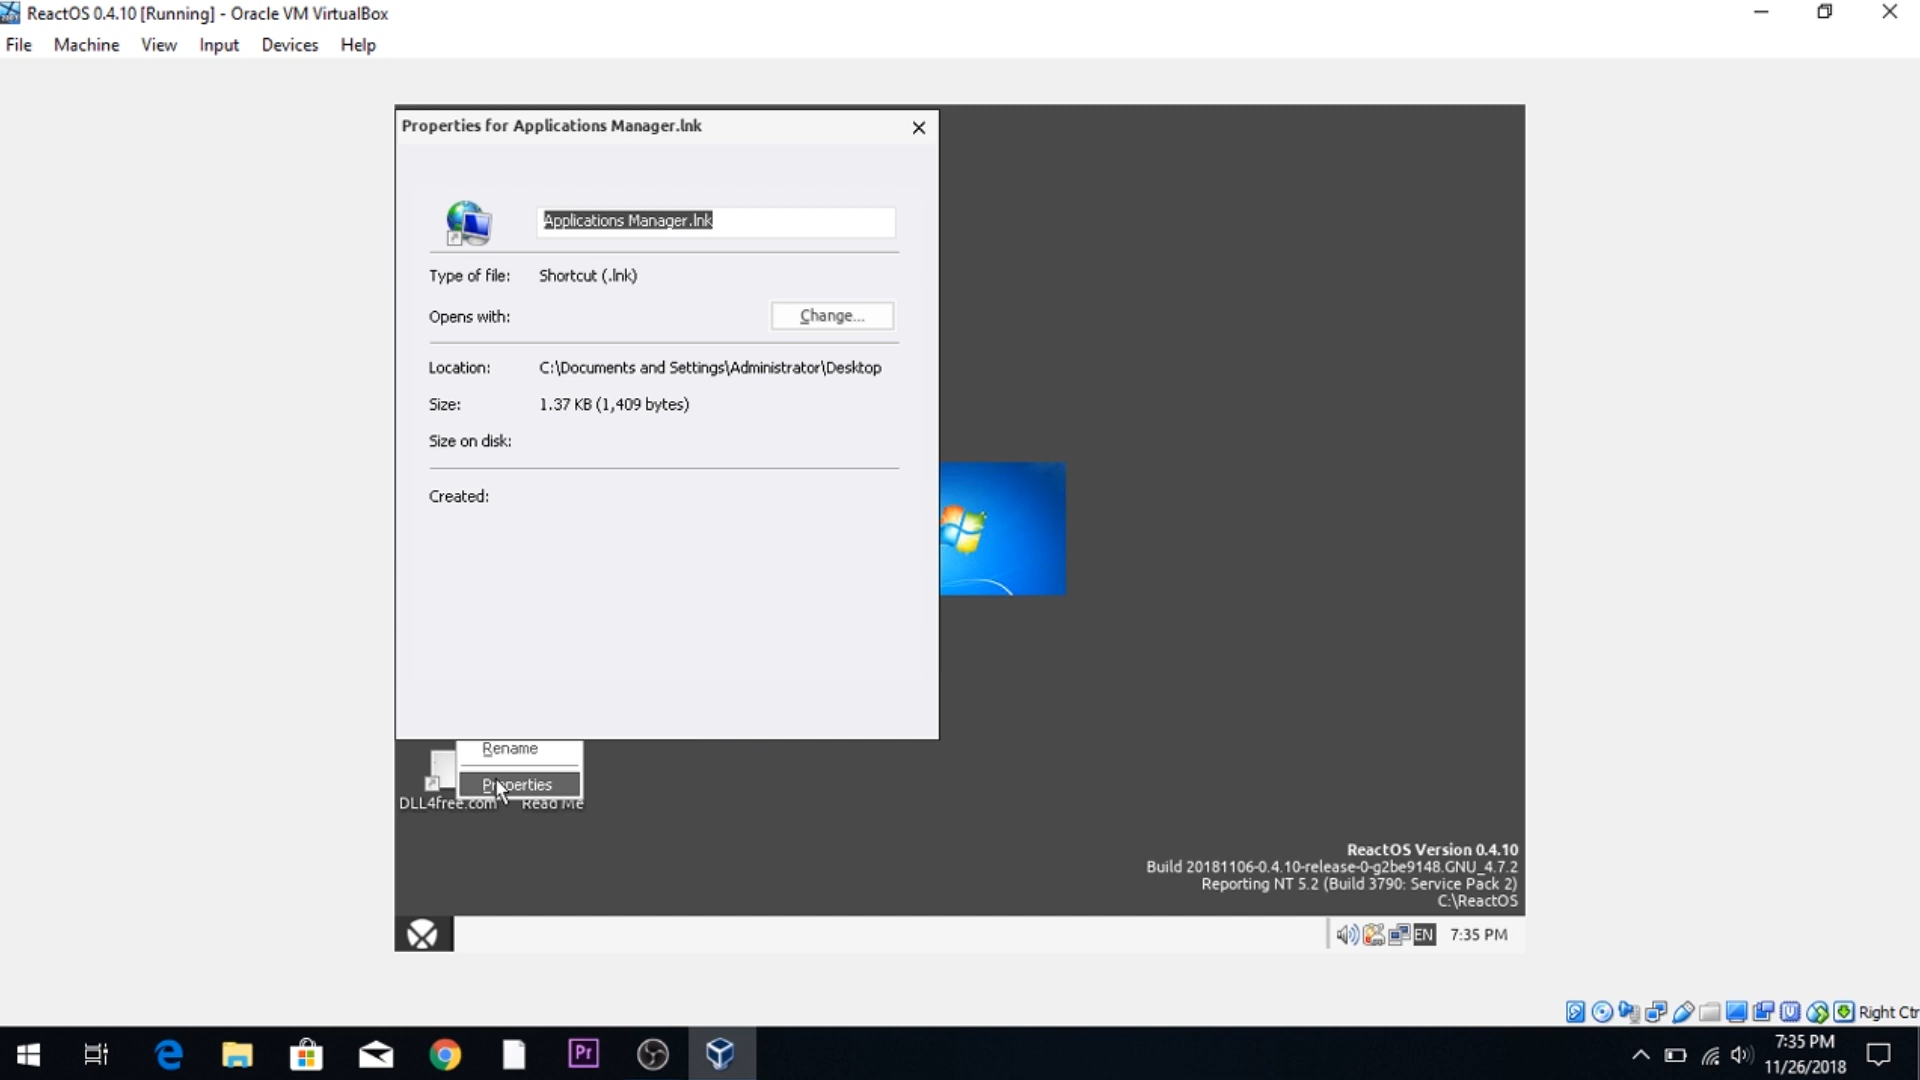 ReactOS 0.4.10 [Running] - Oracle VM VirtualBox
File Machine View Input Devices Help
Properties for Applications Manager.lnk
Applications Manager.lnk
Type of file: Shortcut (.lnk)
Opens with: Change...
Location: C:\Documents and Settings\Administrator\Desktop
Size: 1.37 KB (1,409 bytes)
Size on disk:
Created:
Rename
Properties
DLL4free.com Read Me
ReactOS Version 0.4.10
Build 20181106-0.4.10-release-0-g2be9148.GNU_4.7.2
Reporting NT 5.2 (Build 3790: Service Pack 2)
C:\ReactOS
EN 7:35 PM
Right Ctr
Pr
7:35 PM
11/26/2018